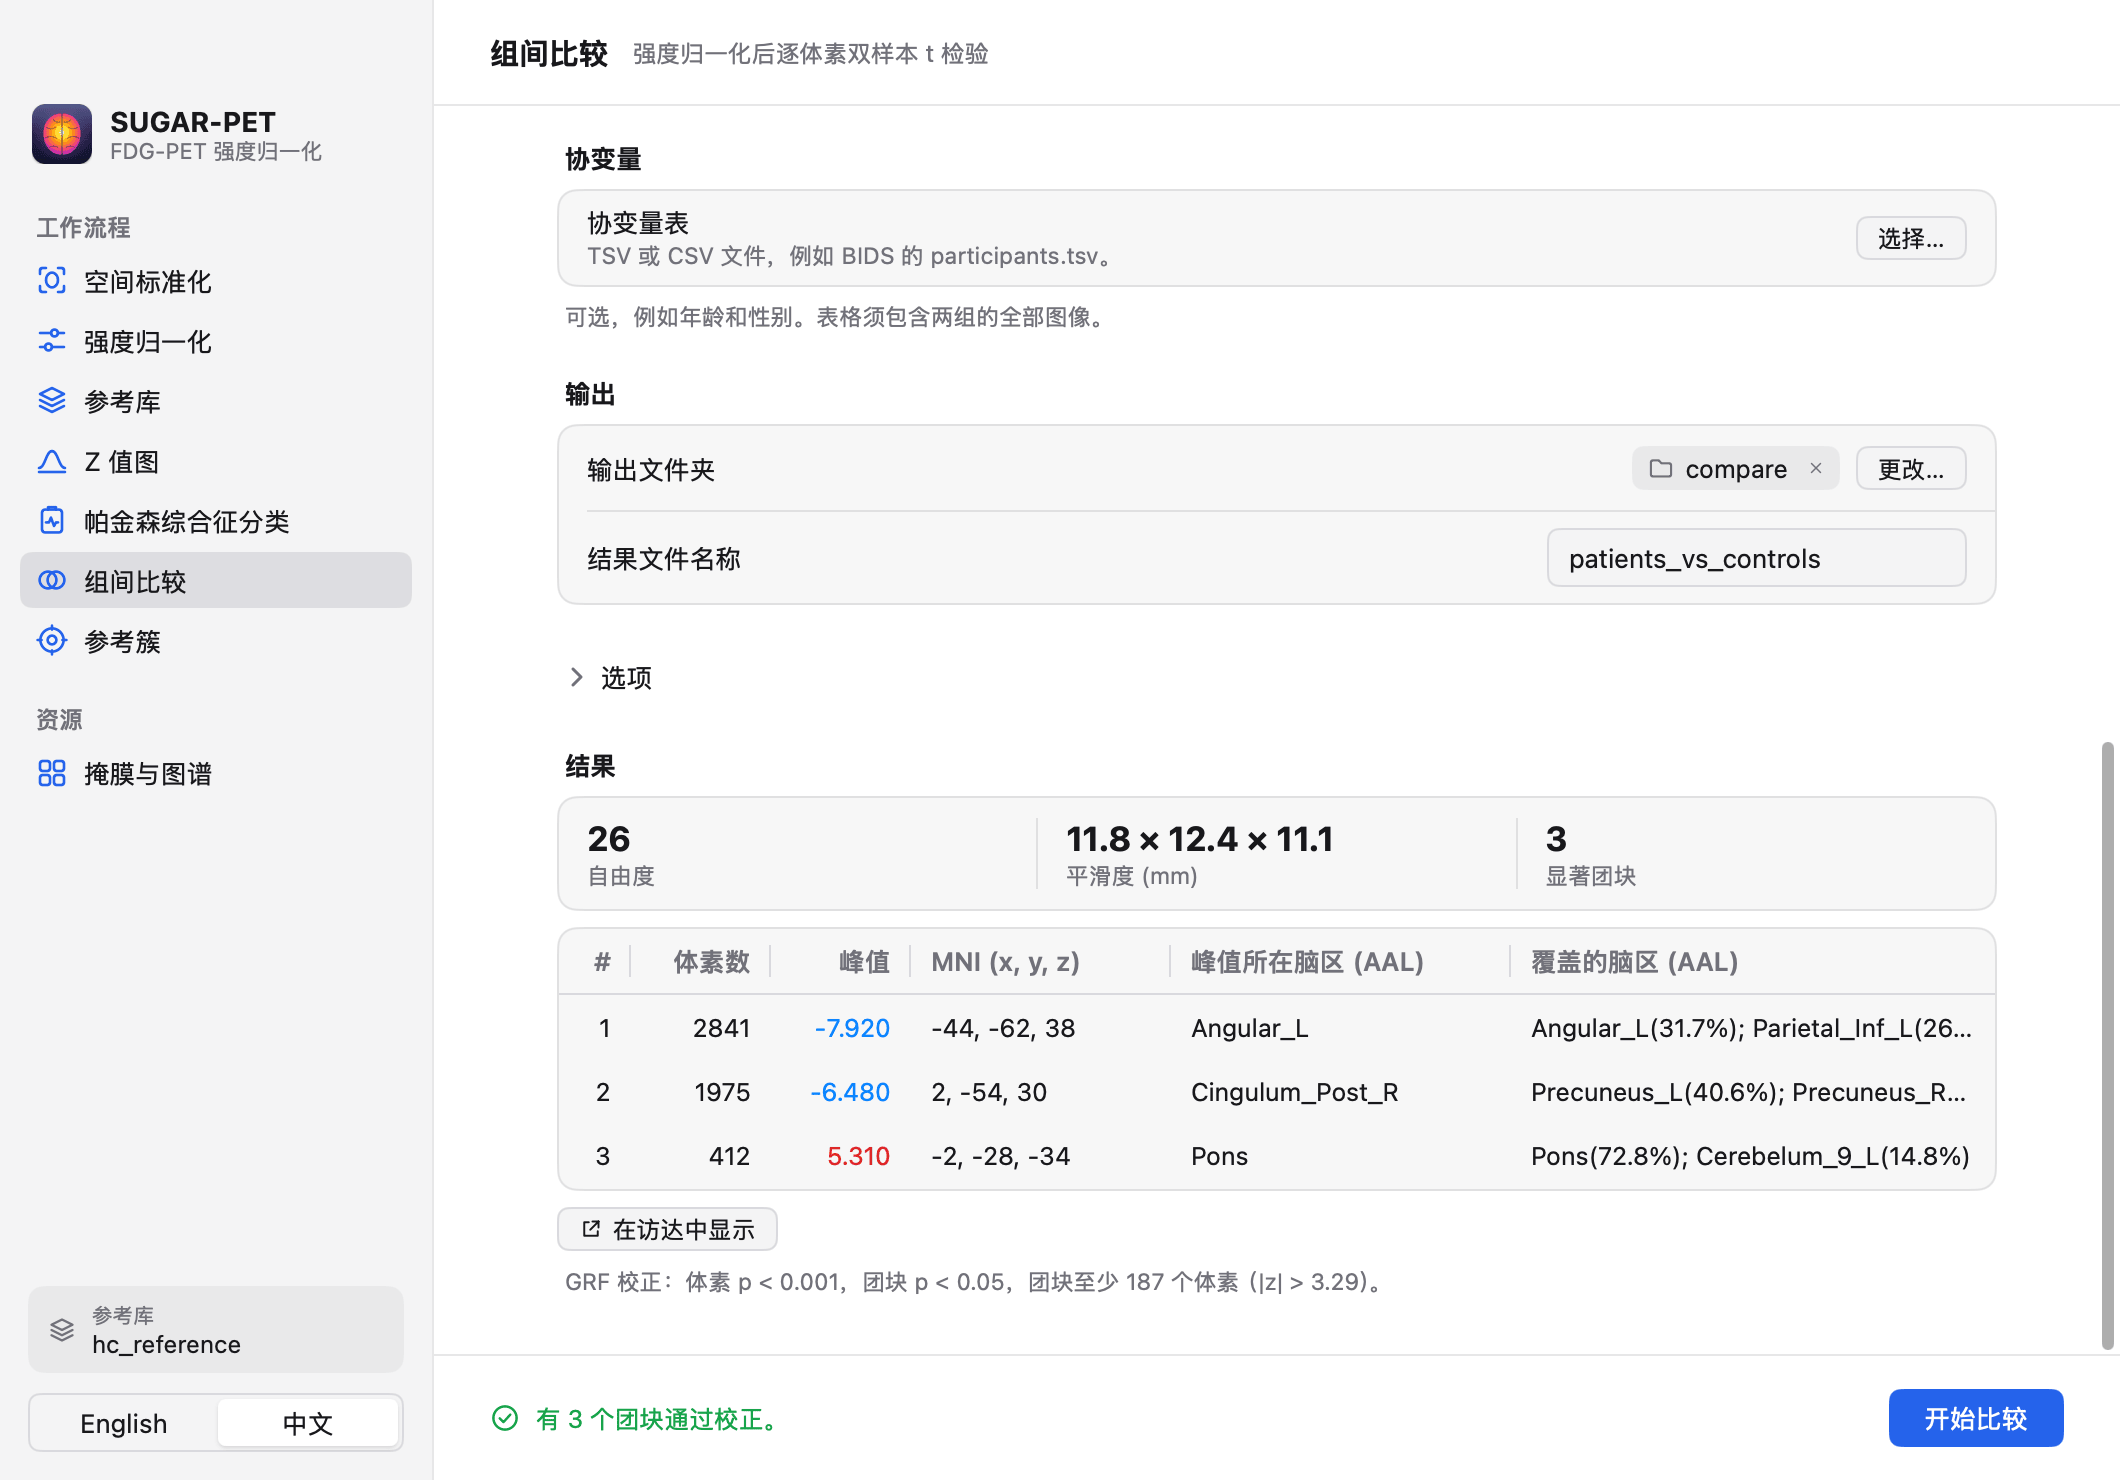 SUGAR-PET
FDG-PET 强度归一化
工作流程
空间标准化
强度归一化
参考库
Z 值图
帕金森综合征分类
组间比较
参考簇
资源
掩膜与图谱
参考库
hc_reference
English 中文
组间比较 强度归一化后逐体素双样本 t 检验
协变量
协变量表
TSV 或 CSV 文件，例如 BIDS 的 participants.tsv。
选择...
可选，例如年龄和性别。表格须包含两组的全部图像。
输出
输出文件夹 compare × 更改...
结果文件名称 patients_vs_controls
选项
结果
26 11.8 × 12.4 × 11.1 3
自由度 平滑度 (mm) 显著团块
# 体素数 峰值 MNI (x, y, z) 峰值所在脑区 (AAL) 覆盖的脑区 (AAL)
1 2841 -7.920 -44, -62, 38 Angular_L Angular_L(31.7%); Parietal_Inf_L(26...
2 1975 -6.480 2, -54, 30 Cingulum_Post_R Precuneus_L(40.6%); Precuneus_R...
3 412 5.310 -2, -28, -34 Pons Pons(72.8%); Cerebelum_9_L(14.8%)
在访达中显示
GRF 校正：体素 p < 0.001，团块 p < 0.05，团块至少 187 个体素（|z| > 3.29）。
有 3 个团块通过校正。
开始比较